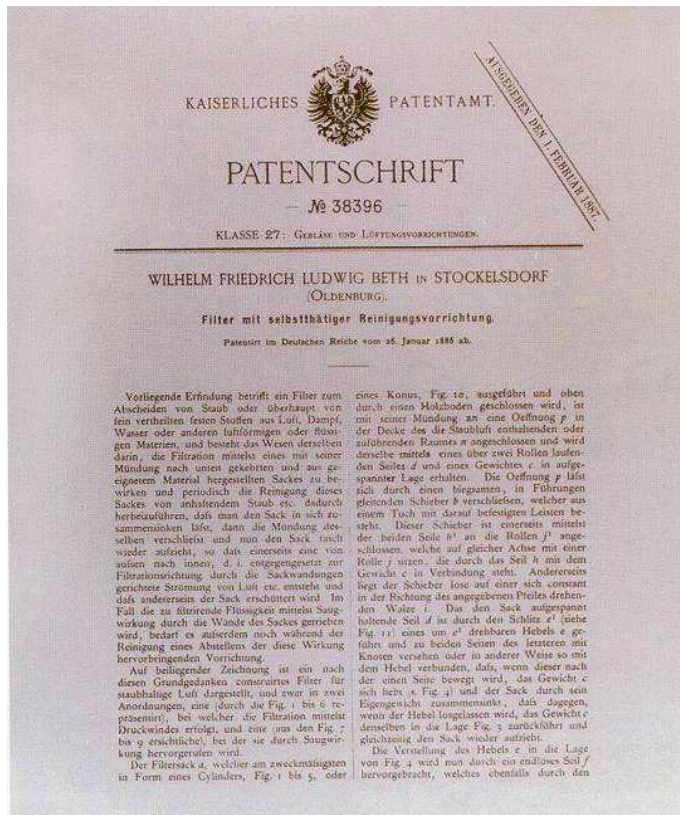 KAISERLICHES PATENTAMT.
AUSGEGEBEN DEN 1. FEBRUAR 1887.
PATENTSCHRIFT
— № 38396 —
KLASSE 27: GEBLÄSE UND LÜFTUNGSVORRICHTUNGEN.
WILHELM FRIEDRICH LUDWIG BETH IN STOCKELSDORF
(OLDENBURG).
Filter mit selbstthätiger Reinigungsvorrichtung.
Patentirt im Deutschen Reiche vom 26. Januar 1886 ab.
Vorliegende Erfindung betrifft ein Filter zum
Abscheiden von Staub oder überhaupt von
fein vertheilten festen Stoffen aus Luft, Dampf,
Wasser oder anderen luftförmigen oder flüssi-
gen Materien, und besteht das Wesen derselben
darin, die Filtration mittelst eines mit seiner
Mündung nach unten gekehrten und aus ge-
eignetem Material hergestellten Sackes zu be-
wirken und periodisch die Reinigung dieses
Sackes von anhaltendem Staub etc. dadurch
herbeizuführen, daſs man den Sack in sich zu-
sammensinken läſst, dann die Mündung des-
selben verschlieſst und nun den Sack rasch
wieder aufzieht, so daſs einerseits eine von
auſsen nach innen, d. i. entgegengesetzt zur
Filtrationsrichtung durch die Sackwandungen
gerichtete Strömung von Luft etc. entsteht und
daſs andererseits der Sack erschüttert wird. Im
Fall die zu filtrirende Flüssigkeit mittelst Saug-
wirkung durch die Wände des Sackes getrieben
wird, bedarf es auſserdem noch während der
Reinigung eines Abstellens der diese Wirkung
hervorbringenden Vorrichtung.
Auf beiliegender Zeichnung ist ein nach
diesen Grundgedanken construirtes Filter für
staubhaltige Luft dargestellt, und zwar in zwei
Anordnungen, eine (durch die Fig. 1 bis 6 re-
präsentirt), bei welcher die Filtration mittelst
Druckwindes erfolgt, und eine (aus den Fig. 7
bis 9 ersichtliche), bei der sie durch Saugwir-
kung hervorgerufen wird.
Der Filtersack a, welcher am zweckmäſsigsten
in Form eines Cylinders, Fig. 1 bis 5, oder
eines Konus, Fig. 10, ausgeführt und oben
durch einen Holzboden geschlossen wird, ist
mit seiner Mündung an eine Oeffnung p in
der Decke des die Staubluft enthaltenden oder
zuführenden Raumes n angeschlossen und wird
derselbe mittels eines über zwei Rollen laufen-
den Seiles d und eines Gewichtes c in aufge-
spannter Lage erhalten. Die Oeffnung p läſst
sich durch einen biegsamen, in Führungen
gleitenden Schieber b verschlieſsen, welcher aus
einem Tuch mit darauf befestigten Leisten be-
steht. Dieser Schieber ist einerseits mittelst
der beiden Seile h¹ an die Rollen j¹ ange-
schlossen, welche auf gleicher Achse mit einer
Rolle j sitzen, die durch das Seil h mit dem
Gewicht c in Verbindung steht. Andererseits
liegt der Schieber lose auf einer sich constant
in der Richtung des angegebenen Pfeiles drehen-
den Walze i. Das den Sack aufgespannt
haltende Seil d ist durch den Schlitz e¹ (siehe
Fig. 11) eines um e² drehbaren Hebels e ge-
führt und zu beiden Seiten des letzteren mit
Knoten versehen oder in anderer Weise so mit
dem Hebel verbunden, daſs, wenn dieser nach
der einen Seite bewegt wird, das Gewicht c
sich hebt (s. Fig. 4) und der Sack durch sein
Eigengewicht zusammensinkt, daſs dagegen,
wenn der Hebel losgelassen wird, das Gewicht c
denselben in die Lage Fig. 3 zurückführt und
gleichzeitig den Sack wieder aufzieht.
Die Verstellung des Hebels e in die Lage
von Fig. 4 wird nun durch ein endloses Seil f
hervorgebracht, welches ebenfalls durch den